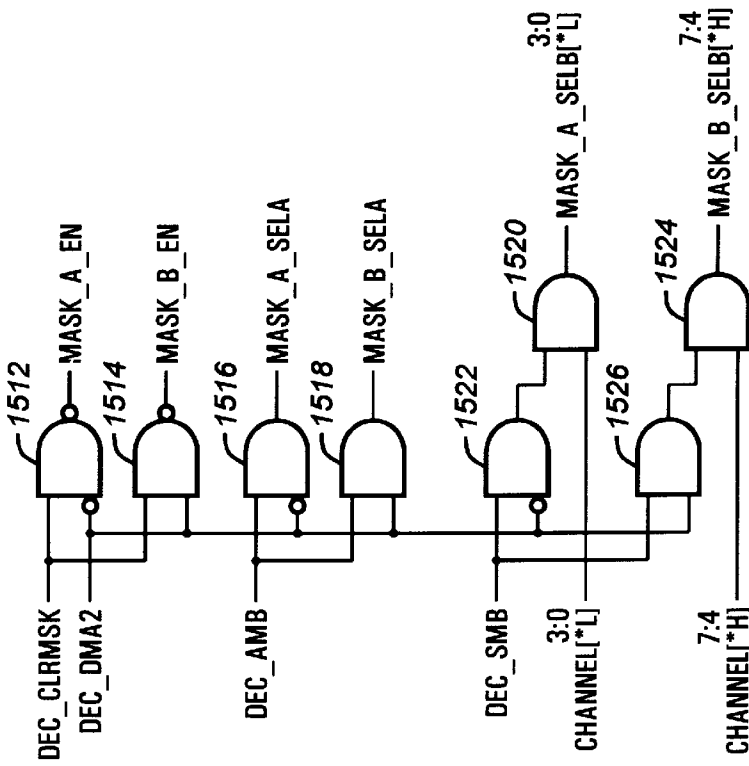 DEC_CLRMSK
DEC_DMA2
1512
MASK_A_EN
1514
MASK_B_EN
DEC_AMB
1516
MASK_A_SELA
1518
MASK_B_SELA
DEC_SMB
1522
1520
3:0
MASK_A_SELB[*L]
3:0
CHANNEL[*L]
1526
1524
7:4
MASK_B_SELB[*H]
7:4
CHANNEL[*H]